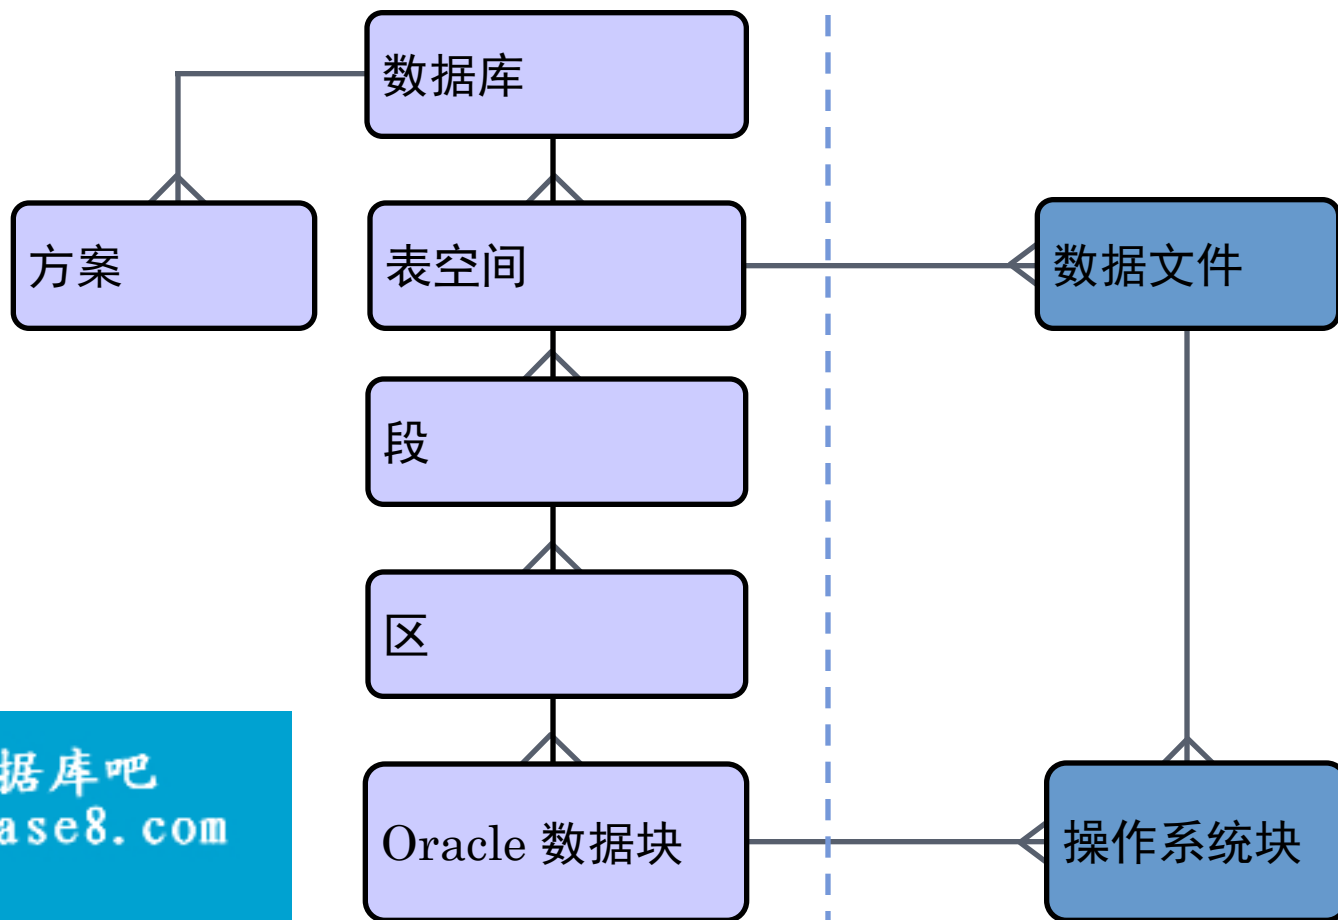 数据库
方案
表空间
数据文件
段
区
据库吧
ase8.com
Oracle 数据块
操作系统块